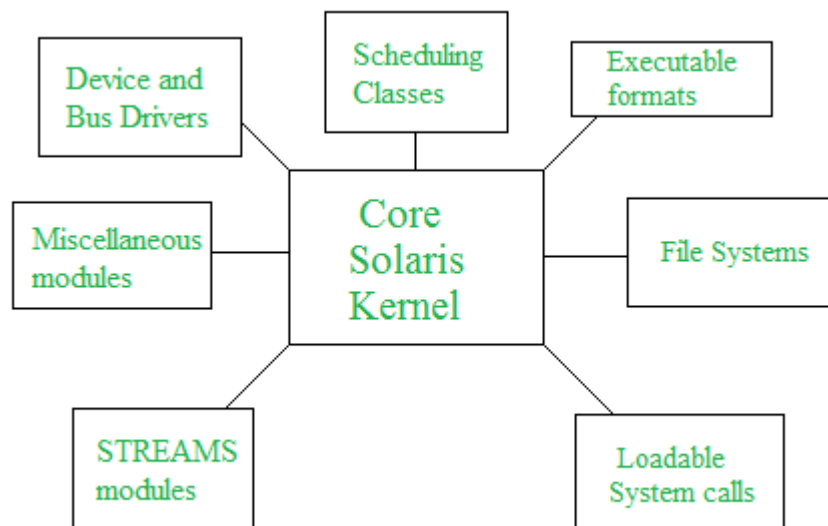 Scheduling
Classes
Device and
Bus Drivers
Executable
formats
Core
Solaris
Kernel
Miscellaneous
modules
File Systems
STREAMS
modules
Loadable
System calls